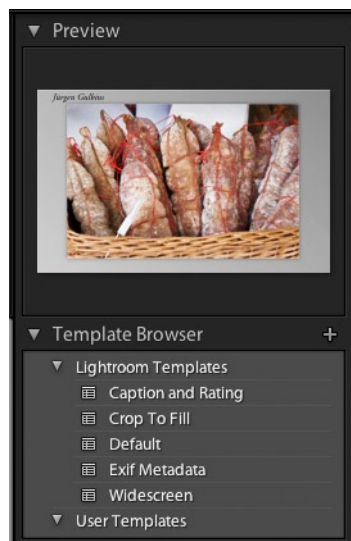 Preview
Jürgen Gulbins
Template Browser
Lightroom Templates
Caption and Rating
Crop To Fill
Default
Exif Metadata
Widescreen
User Templates